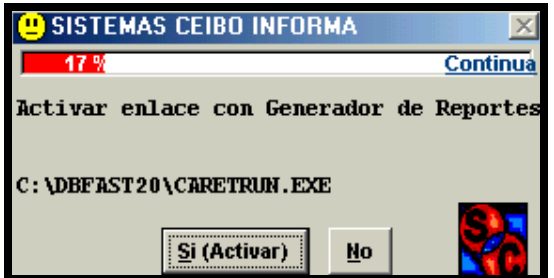 SISTEMAS CEIBO INFORMA
17 % Continua
Activar enlace con Generador de Reportes
C:\DBFAST20\CARETRUN.EXE
Si (Activar) No
S C